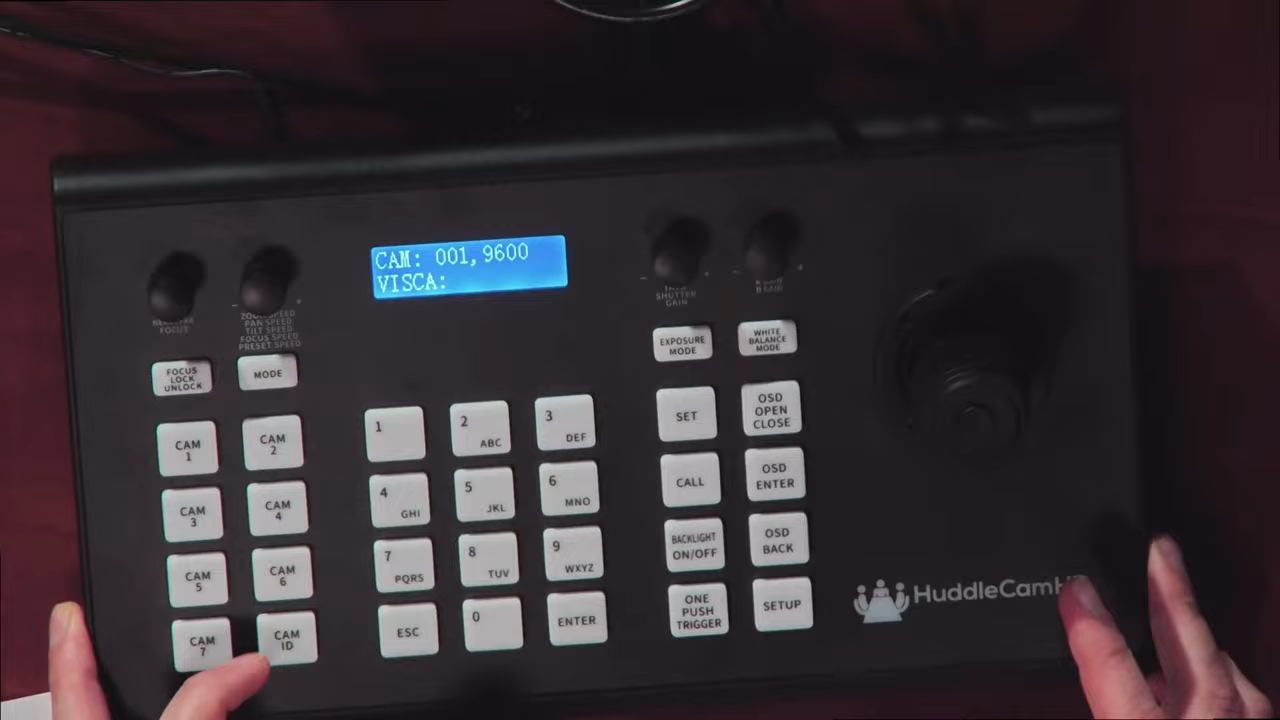 CAM: 001,9600
VISCA:
FOCUS
ZOOM SPEED
PAN SPEED
TILT SPEED
FOCUS SPEED
PRESET SPEED
SHUTTER
GAIN
B GAIN
FOCUS
LOCK
UNLOCK
MODE
EXPOSURE
MODE
WHITE
BALANCE
MODE
CAM
1
CAM
2
CAM
3
CAM
4
CAM
5
CAM
6
CAM
7
CAM
ID
1
2 ABC
3 DEF
4 GHI
5 JKL
6 MNO
7 PQRS
8 TUV
9 WXYZ
ESC
0
ENTER
SET
OSD
OPEN
CLOSE
CALL
OSD
ENTER
BACKLIGHT
ON/OFF
OSD
BACK
ONE
PUSH
TRIGGER
SETUP
HuddleCamH